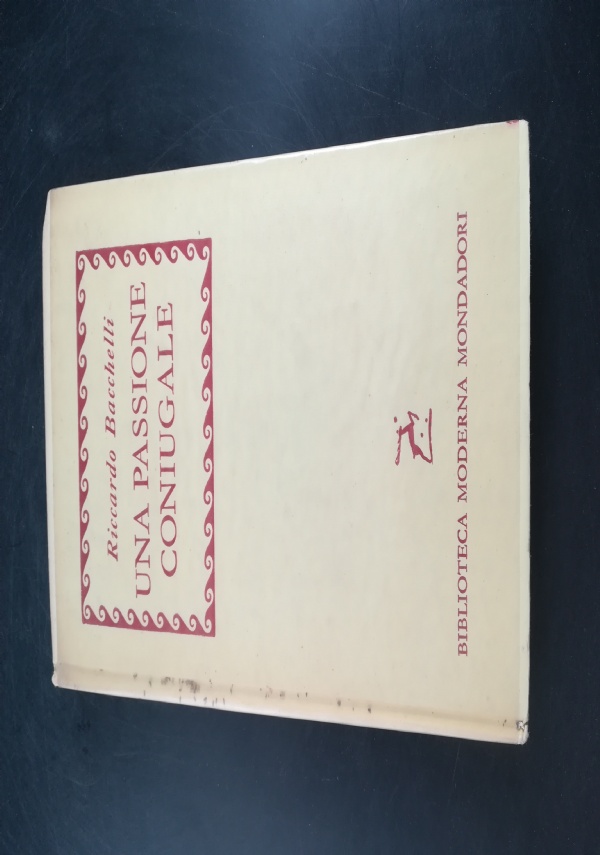 Riccardo Bacchelli
UNA PASSIONE
CONIUGALE
BIBLIOTECA MODERNA MONDADORI